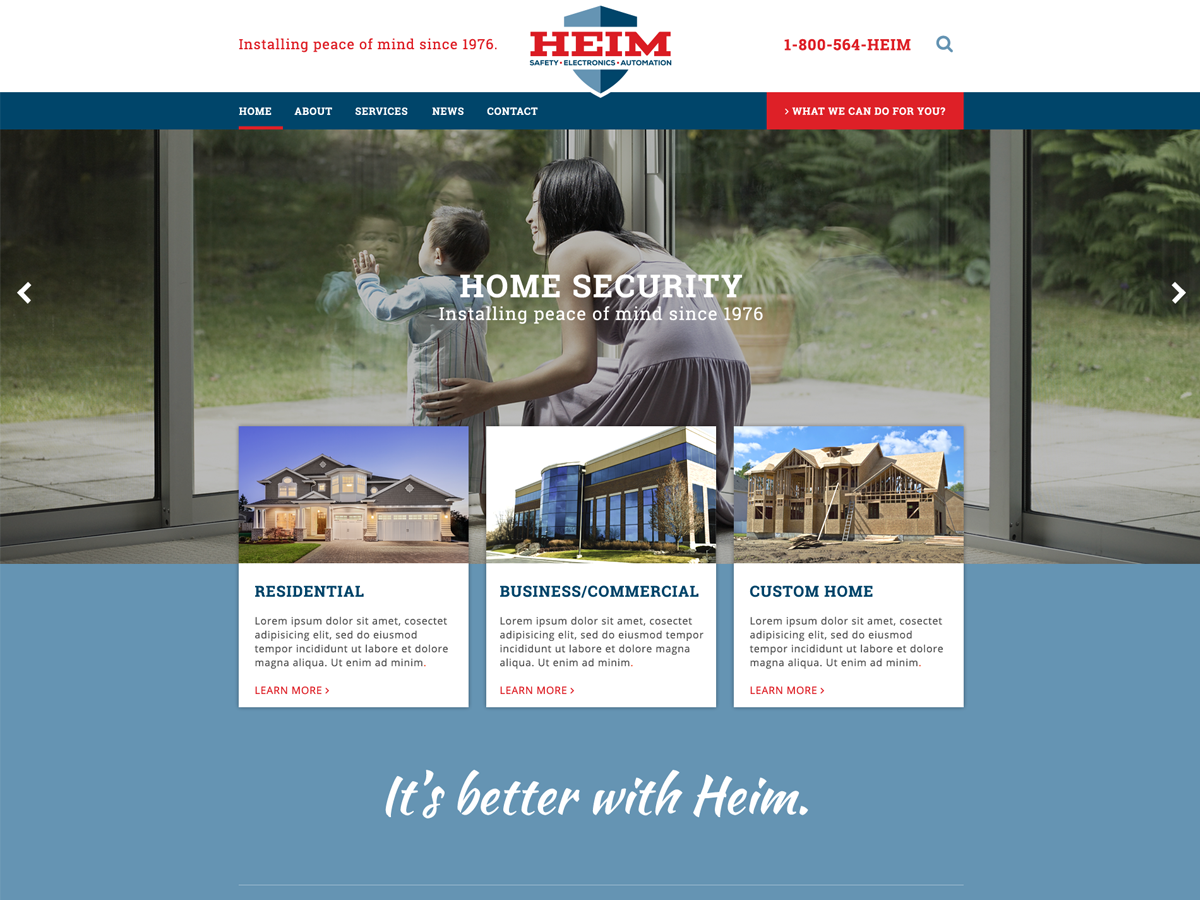 Installing peace of mind since 1976.
HEIM
SAFETY • ELECTRONICS • AUTOMATION
1-800-564-HEIM
HOME ABOUT SERVICES NEWS CONTACT
› WHAT WE CAN DO FOR YOU?
HOME SECURITY
Installing peace of mind since 1976
RESIDENTIAL
Lorem ipsum dolor sit amet, cosectet
adipisicing elit, sed do eiusmod
tempor incididunt ut labore et dolore
magna aliqua. Ut enim ad minim.
LEARN MORE ›
BUSINESS/COMMERCIAL
Lorem ipsum dolor sit amet, cosectet
adipisicing elit, sed do eiusmod tempor
incididunt ut labore et dolore magna
aliqua. Ut enim ad minim.
LEARN MORE ›
CUSTOM HOME
Lorem ipsum dolor sit amet, cosectet
adipisicing elit, sed do eiusmod
tempor incididunt ut labore et dolore
magna aliqua. Ut enim ad minim.
LEARN MORE ›
It's better with Heim.